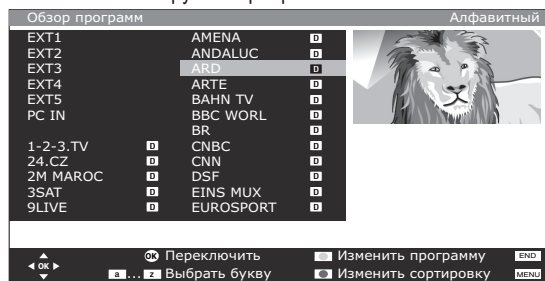 Обзор программ Алфавитный
EXT1 AMENA D
EXT2 ANDALUC D
EXT3 ARD D
EXT4 ARTE D
EXT5 BAHN TV D
PC IN BBC WORL D
BR D
1-2-3.TV D CNBC D
24.CZ D CNN D
2M MAROC D DSF D
3SAT D EINS MUX D
9LIVE D EUROSPORT D
OK OK Переключить Изменить программу END
a ... z Выбрать букву Изменить сортировку MENU